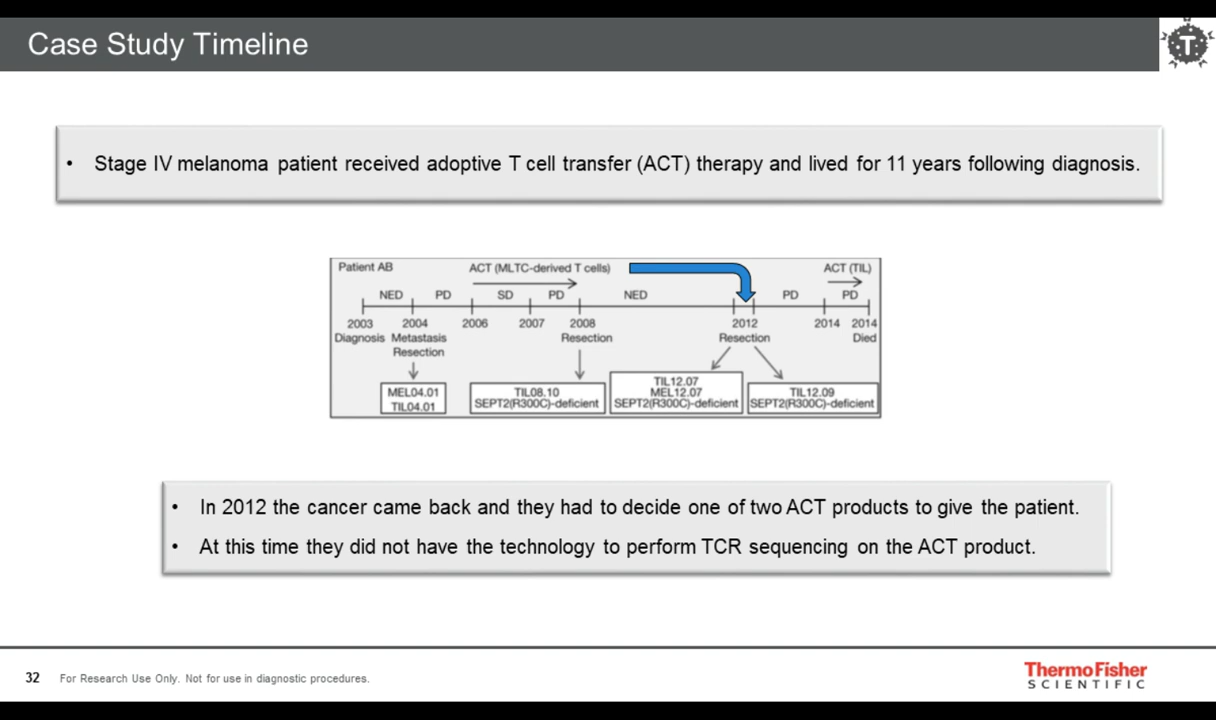 Case Study Timeline
T
• Stage IV melanoma patient received adoptive T cell transfer (ACT) therapy and lived for 11 years following diagnosis.
Patient AB ACT (MLTC-derived T cells) ACT (TIL)
NED PD SD PD NED PD PD
2003 2004 2006 2007 2008 2012 2014 2014
Diagnosis Metastasis Resection Resection Died
Resection
MEL04.01
TIL04.01
TIL08.10
SEPT2(R300C)-deficient
TIL12.07
MEL12.07
SEPT2(R300C)-deficient
TIL12.09
SEPT2(R300C)-deficient
• In 2012 the cancer came back and they had to decide one of two ACT products to give the patient.
• At this time they did not have the technology to perform TCR sequencing on the ACT product.
32 For Research Use Only. Not for use in diagnostic procedures.
ThermoFisher
SCIENTIFIC